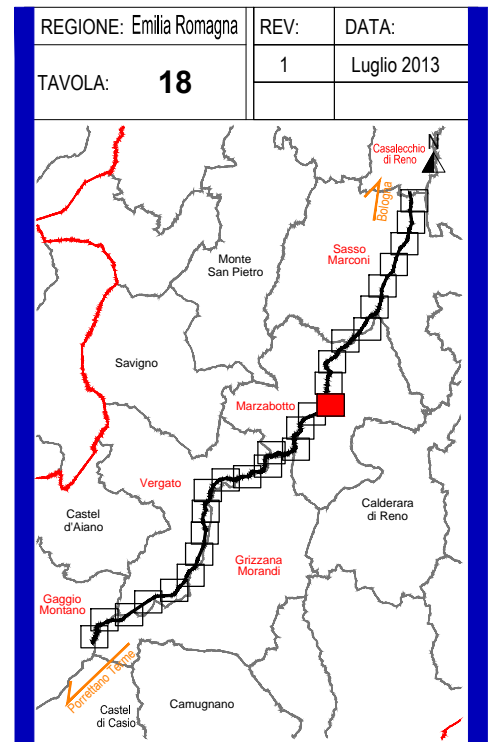 REGIONE: Emilia Romagna
REV:
DATA:
TAVOLA: 18
1
Luglio 2013
Casalecchio
di Reno
N
Bologna
Sasso
Marconi
Monte
San Pietro
Savigno
Marzabotto
Vergato
Castel
d'Aiano
Calderara
di Reno
Grizzana
Morandi
Gaggio
Montano
Porrettano Terme
Castel
di Casio
Camugnano